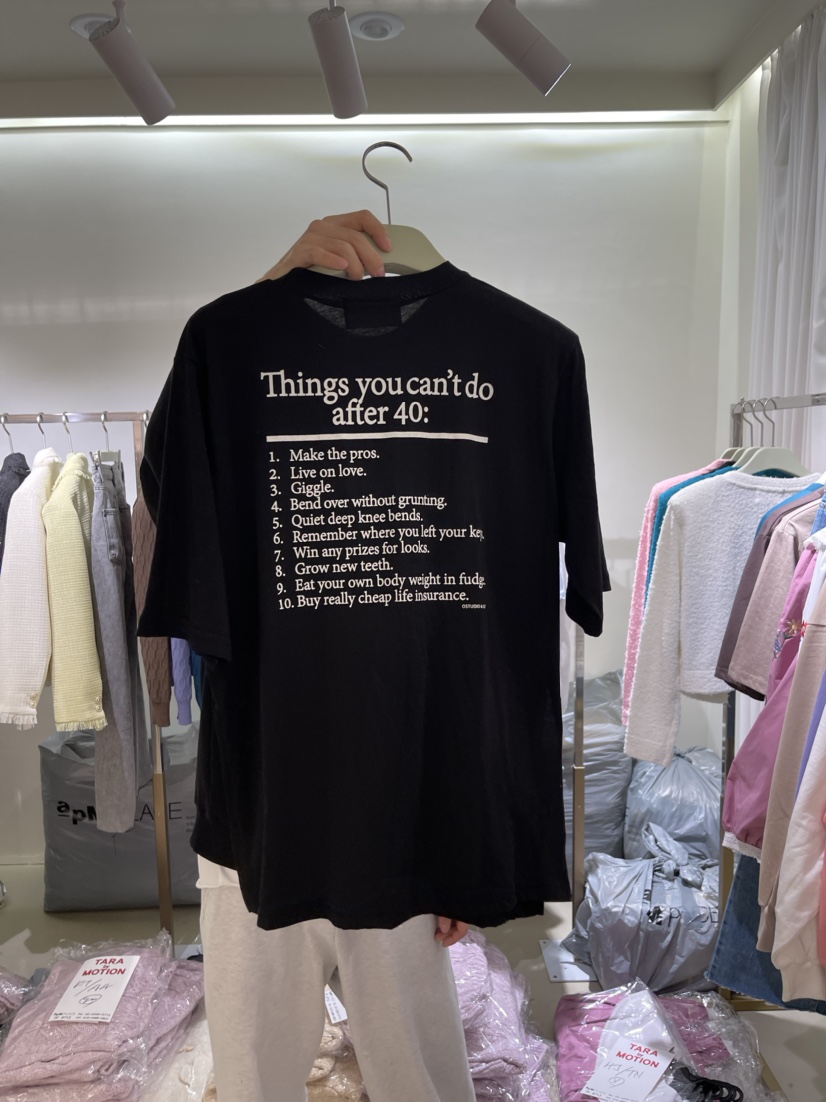 Things you can't do
after 40:
1. Make the pros.
2. Live on love.
3. Giggle.
4. Bend over without grunting.
5. Quiet deep knee bends.
6. Remember where you left your
7. Win any prizes for looks.
8. Grow new teeth.
9. Eat your own body weight in
10. Buy really cheap life insurance.
apM
TARA
MOTION
TARA
MOTION